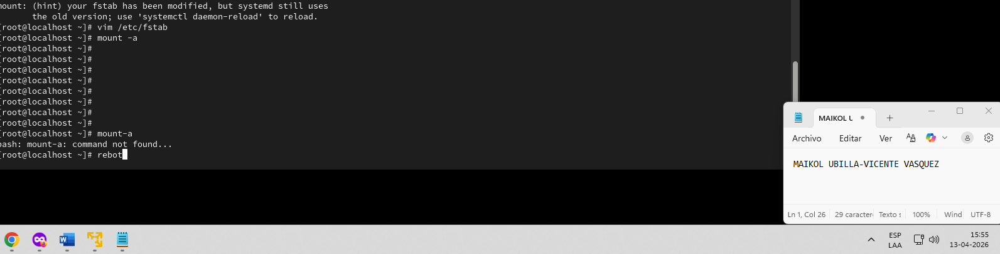 mount: (hint) your fstab has been modified, but systemd still uses
the old version; use 'systemctl daemon-reload' to reload.
[root@localhost ~]# vim /etc/fstab
[root@localhost ~]# mount -a
[root@localhost ~]#
[root@localhost ~]#
[root@localhost ~]#
[root@localhost ~]#
[root@localhost ~]#
[root@localhost ~]#
[root@localhost ~]#
[root@localhost ~]#
[root@localhost ~]# mount-a
bash: mount-a: command not found...
[root@localhost ~]# rebot
MAIKOL U
Archivo Editar Ver
MAIKOL UBILLA-VICENTE VASQUEZ
Ln 1, Col 26 29 caracter Texto s 100% Wind UTF-8
ESP
LAA
15:55
13-04-2026